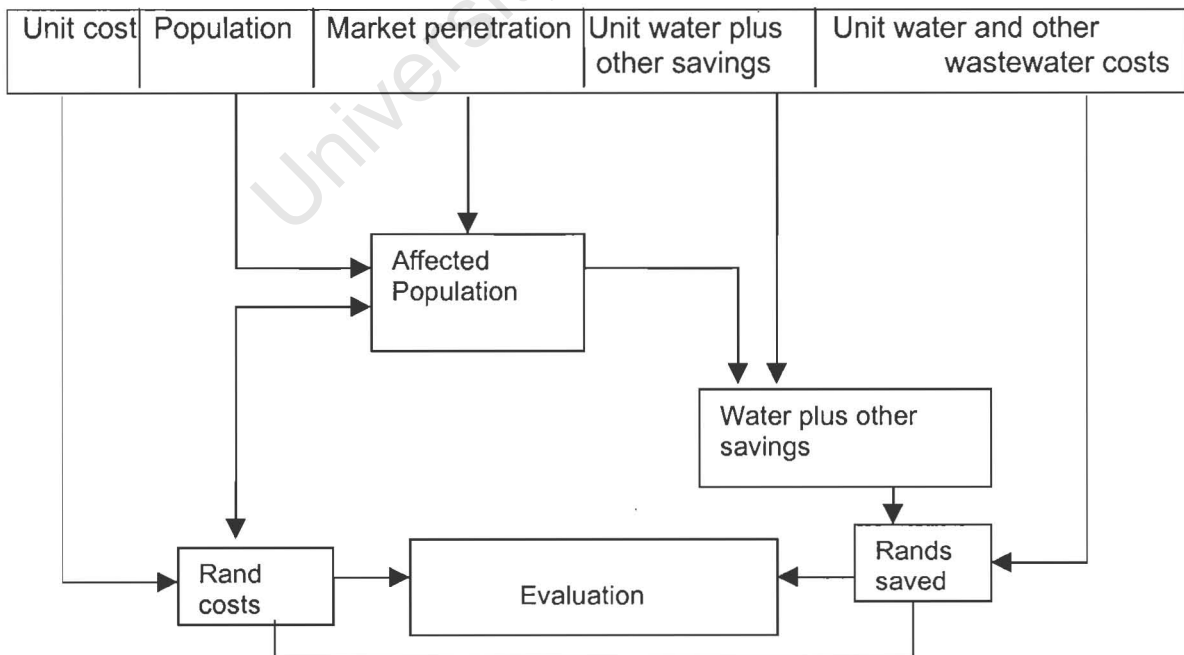 Unit cost
Population
Market penetration
Unit water plus
other savings
Unit water and other
wastewater costs
Affected
Population
Water plus other
savings
Rand
costs
Evaluation
Rands
saved